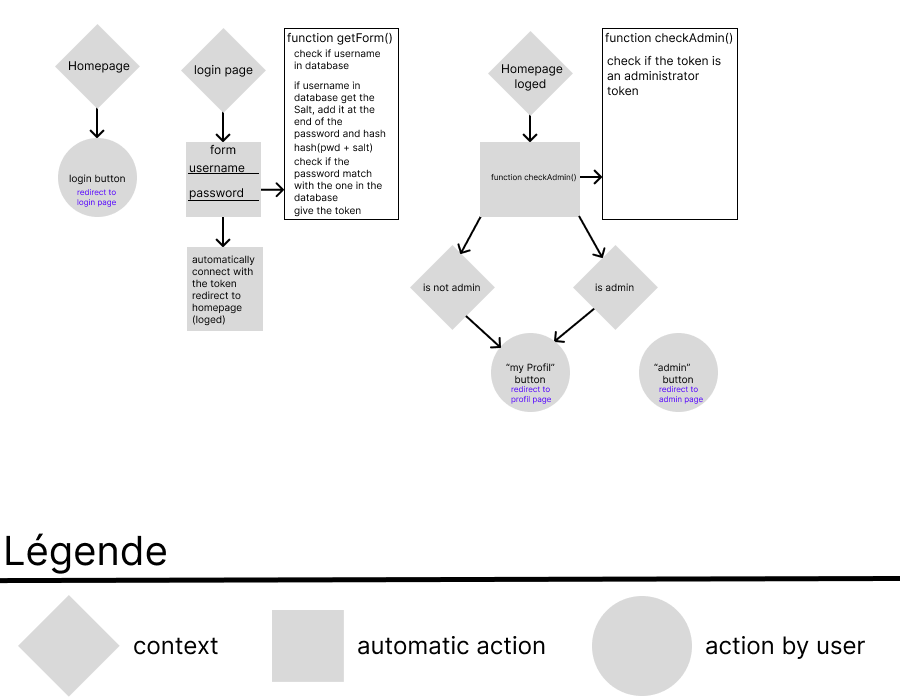 Homepage
login button
redirect to
login page
login page
form
username
password
automatically
connect with
the token
redirect to
homepage
(loged)
function getForm()
check if username
in database
if username in
database get the
Salt, add it at the
end of the
password and hash
hash(pwd + salt)
check if the
password match
with the one in the
database
give the token
Homepage
loged
function checkAdmin()
function checkAdmin()
check if the token is
an administrator
token
is not admin
is admin
“my Profil”
button
redirect to
profil page
“admin”
button
redirect to
admin page
Légende
context
automatic action
action by user